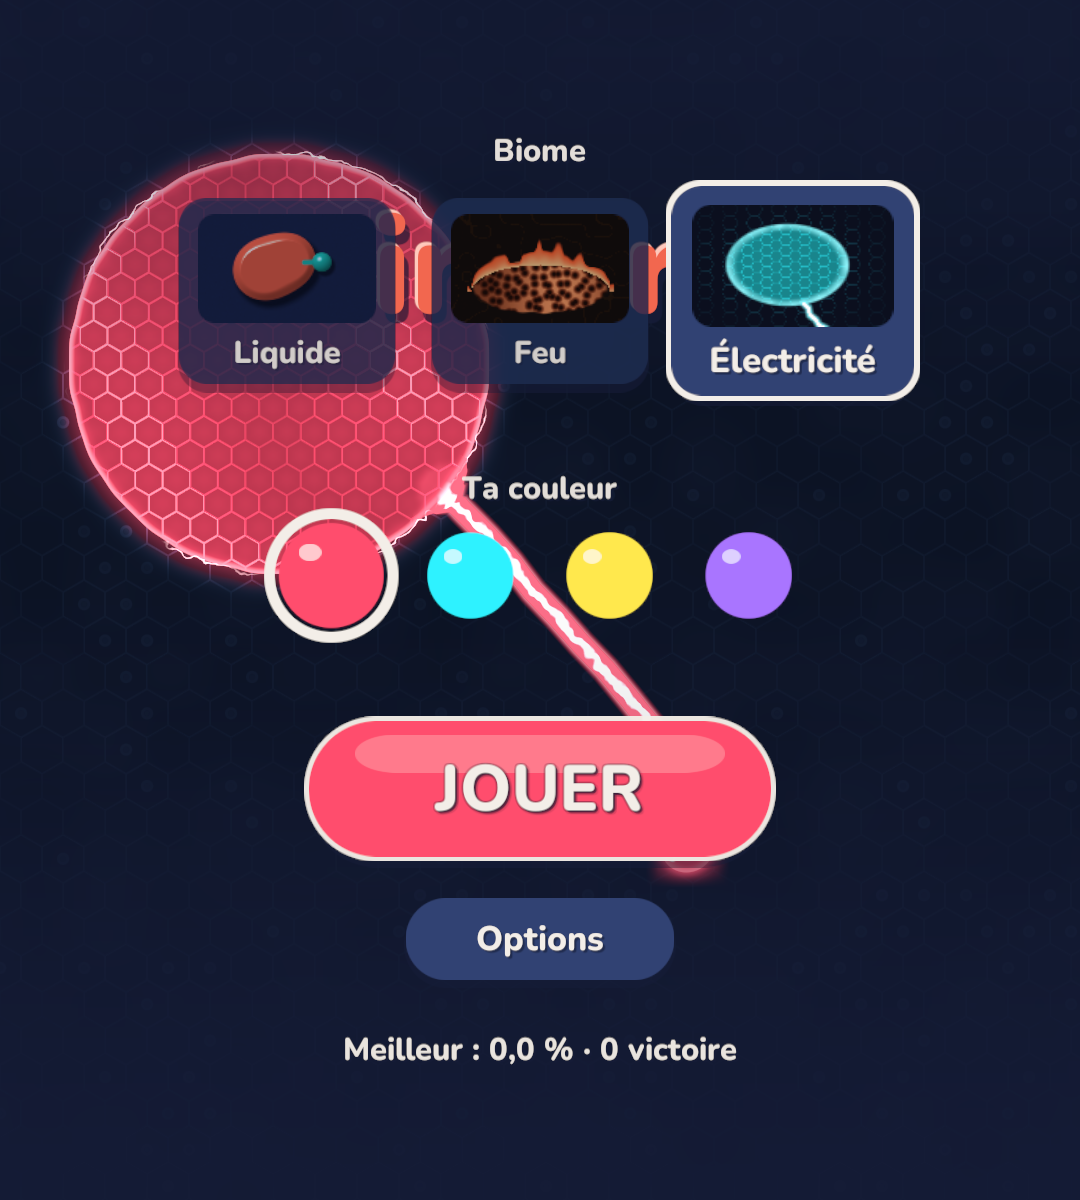 Biome
Liquide
Feu
Électricité
Ta couleur
JOUER
Options
Meilleur : 0,0 % · 0 victoire